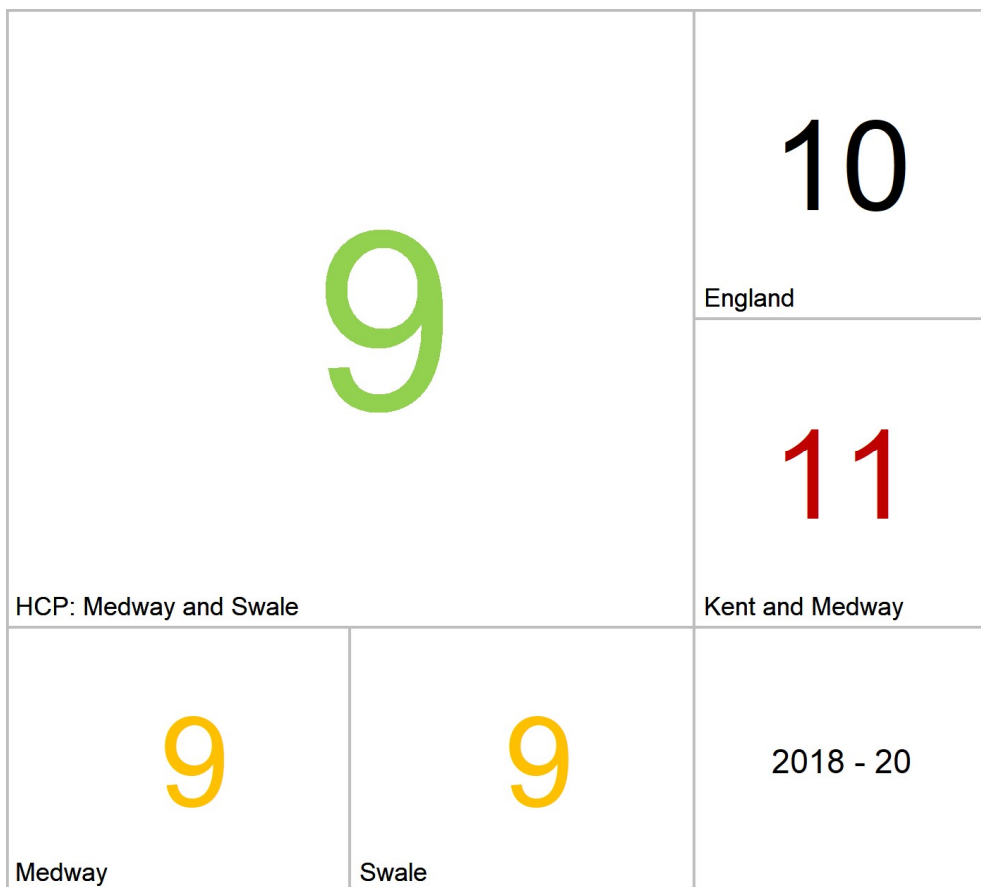 9
HCP: Medway and Swale
10
England
11
Kent and Medway
9
Medway
9
Swale
2018 - 20